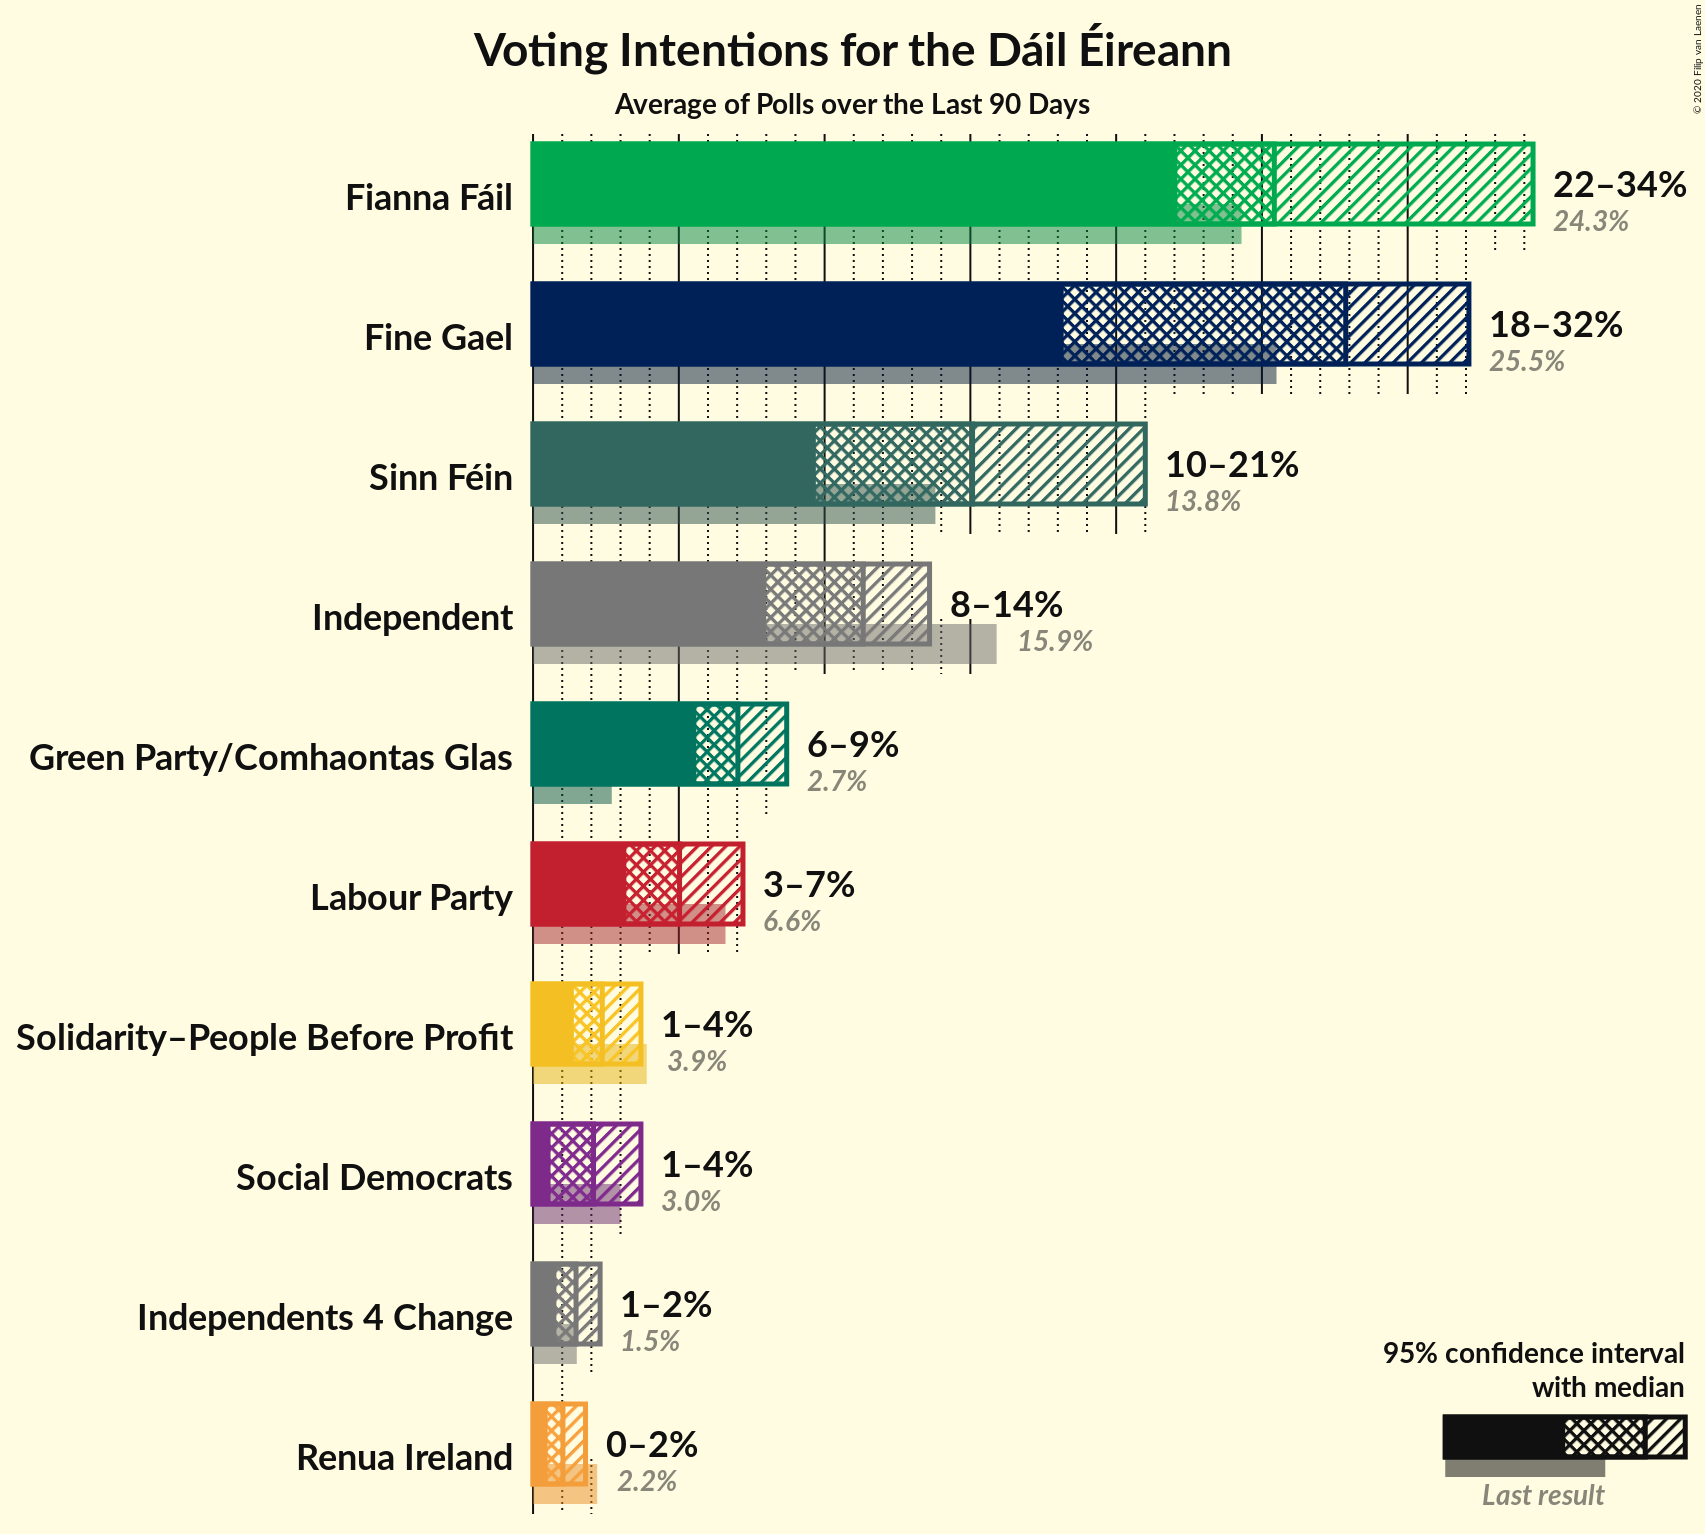 Voting Intentions for the Dáil Éireann
Average of Polls over the Last 90 Days
© 2020 Filip van Laenen
Fianna Fáil
22–34%
24.3%
Fine Gael
18–32%
25.5%
Sinn Féin
10–21%
13.8%
Independent
8–14%
15.9%
Green Party/Comhaontas Glas
6–9%
2.7%
Labour Party
3–7%
6.6%
Solidarity–People Before Profit
1–4%
3.9%
Social Democrats
1–4%
3.0%
Independents 4 Change
1–2%
1.5%
Renua Ireland
0–2%
2.2%
95% confidence interval
with median
Last result